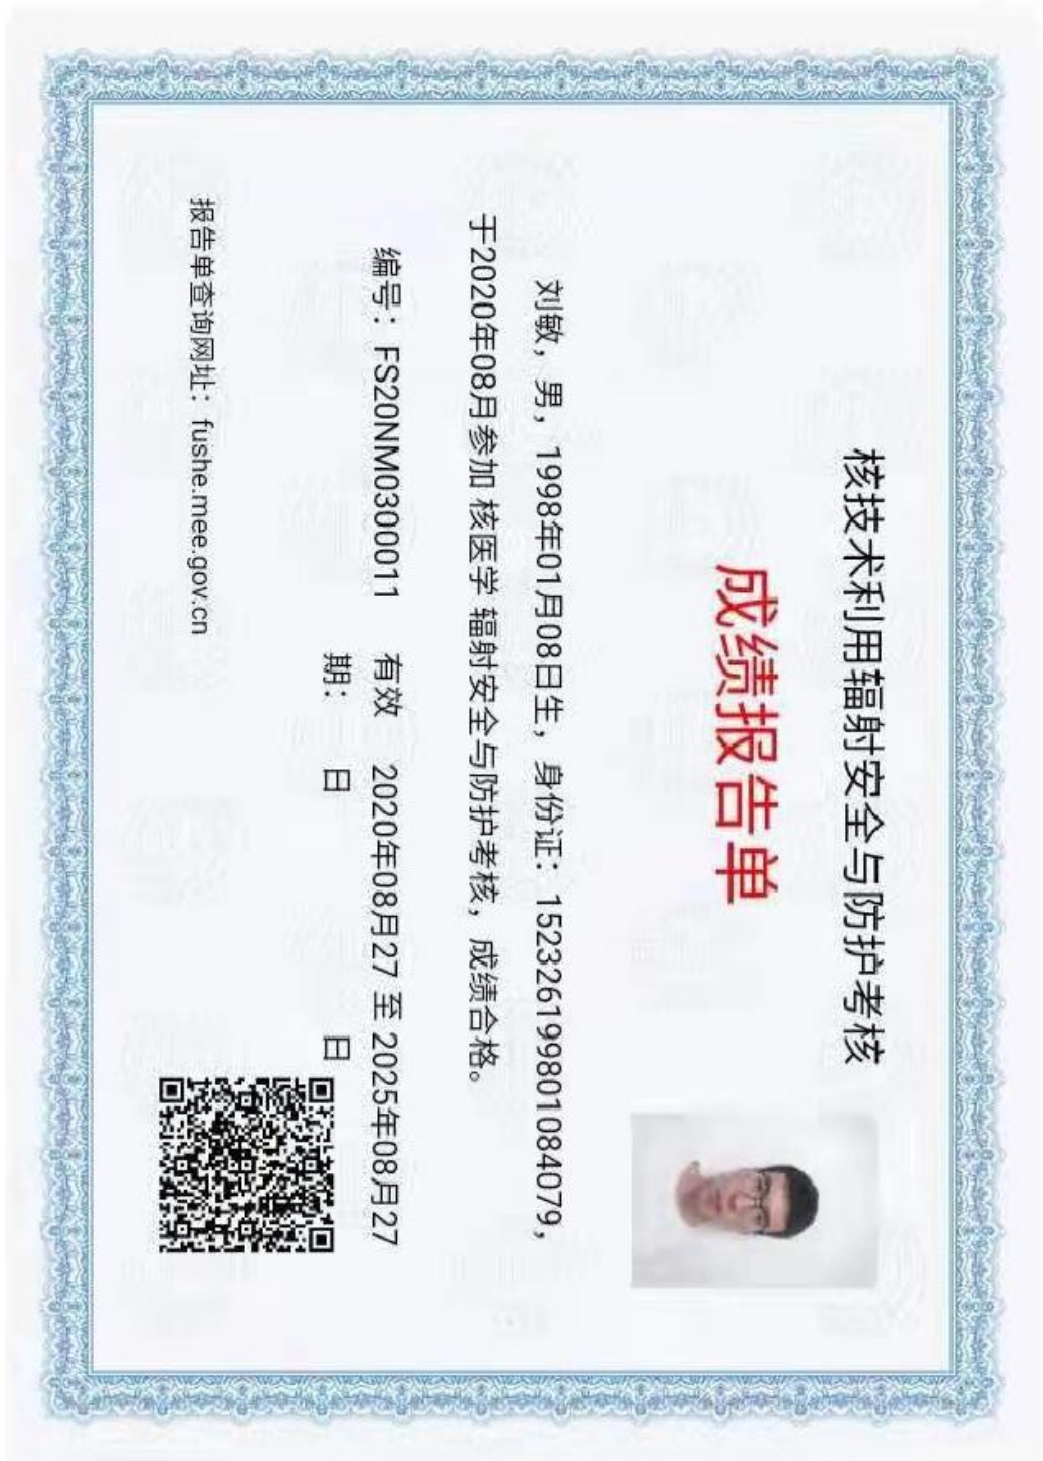 核技术利用辐射安全与防护考核
成绩报告单
刘敏，男，1998年01月08日生，身份证：152326199801084079，
于2020年08月参加 核医学 辐射安全与防护考核，成绩合格。
编号：FS20NM0300011 有效 2020年08月27 至 2025年08月27
期： 日 日
报告单查询网址：fushe.mee.gov.cn